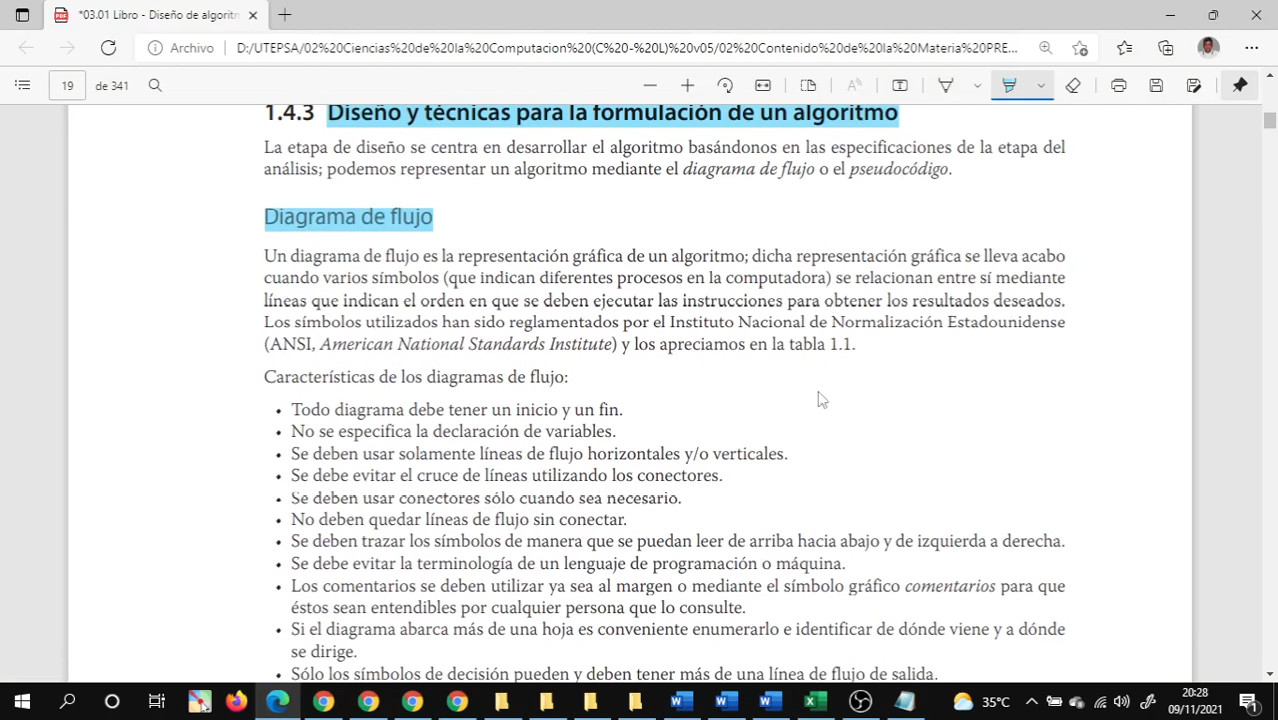 *03.01 Libro - Diseño de algoritm
Archivo
D:/UTEPSA/02%20Ciencias%20de%20la%20Computacion%20(C%20-%20L)%20v05/02%20Contenido%20de%20la%20Materia%20PRE...
19 de 341
1.4.3 Diseño y técnicas para la formulación de un algoritmo
La etapa de diseño se centra en desarrollar el algoritmo basándonos en las especificaciones de la etapa del
análisis; podemos representar un algoritmo mediante el diagrama de flujo o el pseudocódigo.
Diagrama de flujo
Un diagrama de flujo es la representación gráfica de un algoritmo; dicha representación gráfica se lleva acabo
cuando varios símbolos (que indican diferentes procesos en la computadora) se relacionan entre sí mediante
líneas que indican el orden en que se deben ejecutar las instrucciones para obtener los resultados deseados.
Los símbolos utilizados han sido reglamentados por el Instituto Nacional de Normalización Estadounidense
(ANSI, American National Standards Institute) y los apreciamos en la tabla 1.1.
Características de los diagramas de flujo:
• Todo diagrama debe tener un inicio y un fin.
• No se especifica la declaración de variables.
• Se deben usar solamente líneas de flujo horizontales y/o verticales.
• Se debe evitar el cruce de líneas utilizando los conectores.
• Se deben usar conectores sólo cuando sea necesario.
• No deben quedar líneas de flujo sin conectar.
• Se deben trazar los símbolos de manera que se puedan leer de arriba hacia abajo y de izquierda a derecha.
• Se debe evitar la terminología de un lenguaje de programación o máquina.
• Los comentarios se deben utilizar ya sea al margen o mediante el símbolo gráfico comentarios para que
éstos sean entendibles por cualquier persona que lo consulte.
• Si el diagrama abarca más de una hoja es conveniente enumerarlo e identificar de dónde viene y a dónde
se dirige.
• Sólo los símbolos de decisión pueden y deben tener más de una línea de flujo de salida.
35°C
20:28
09/11/2021